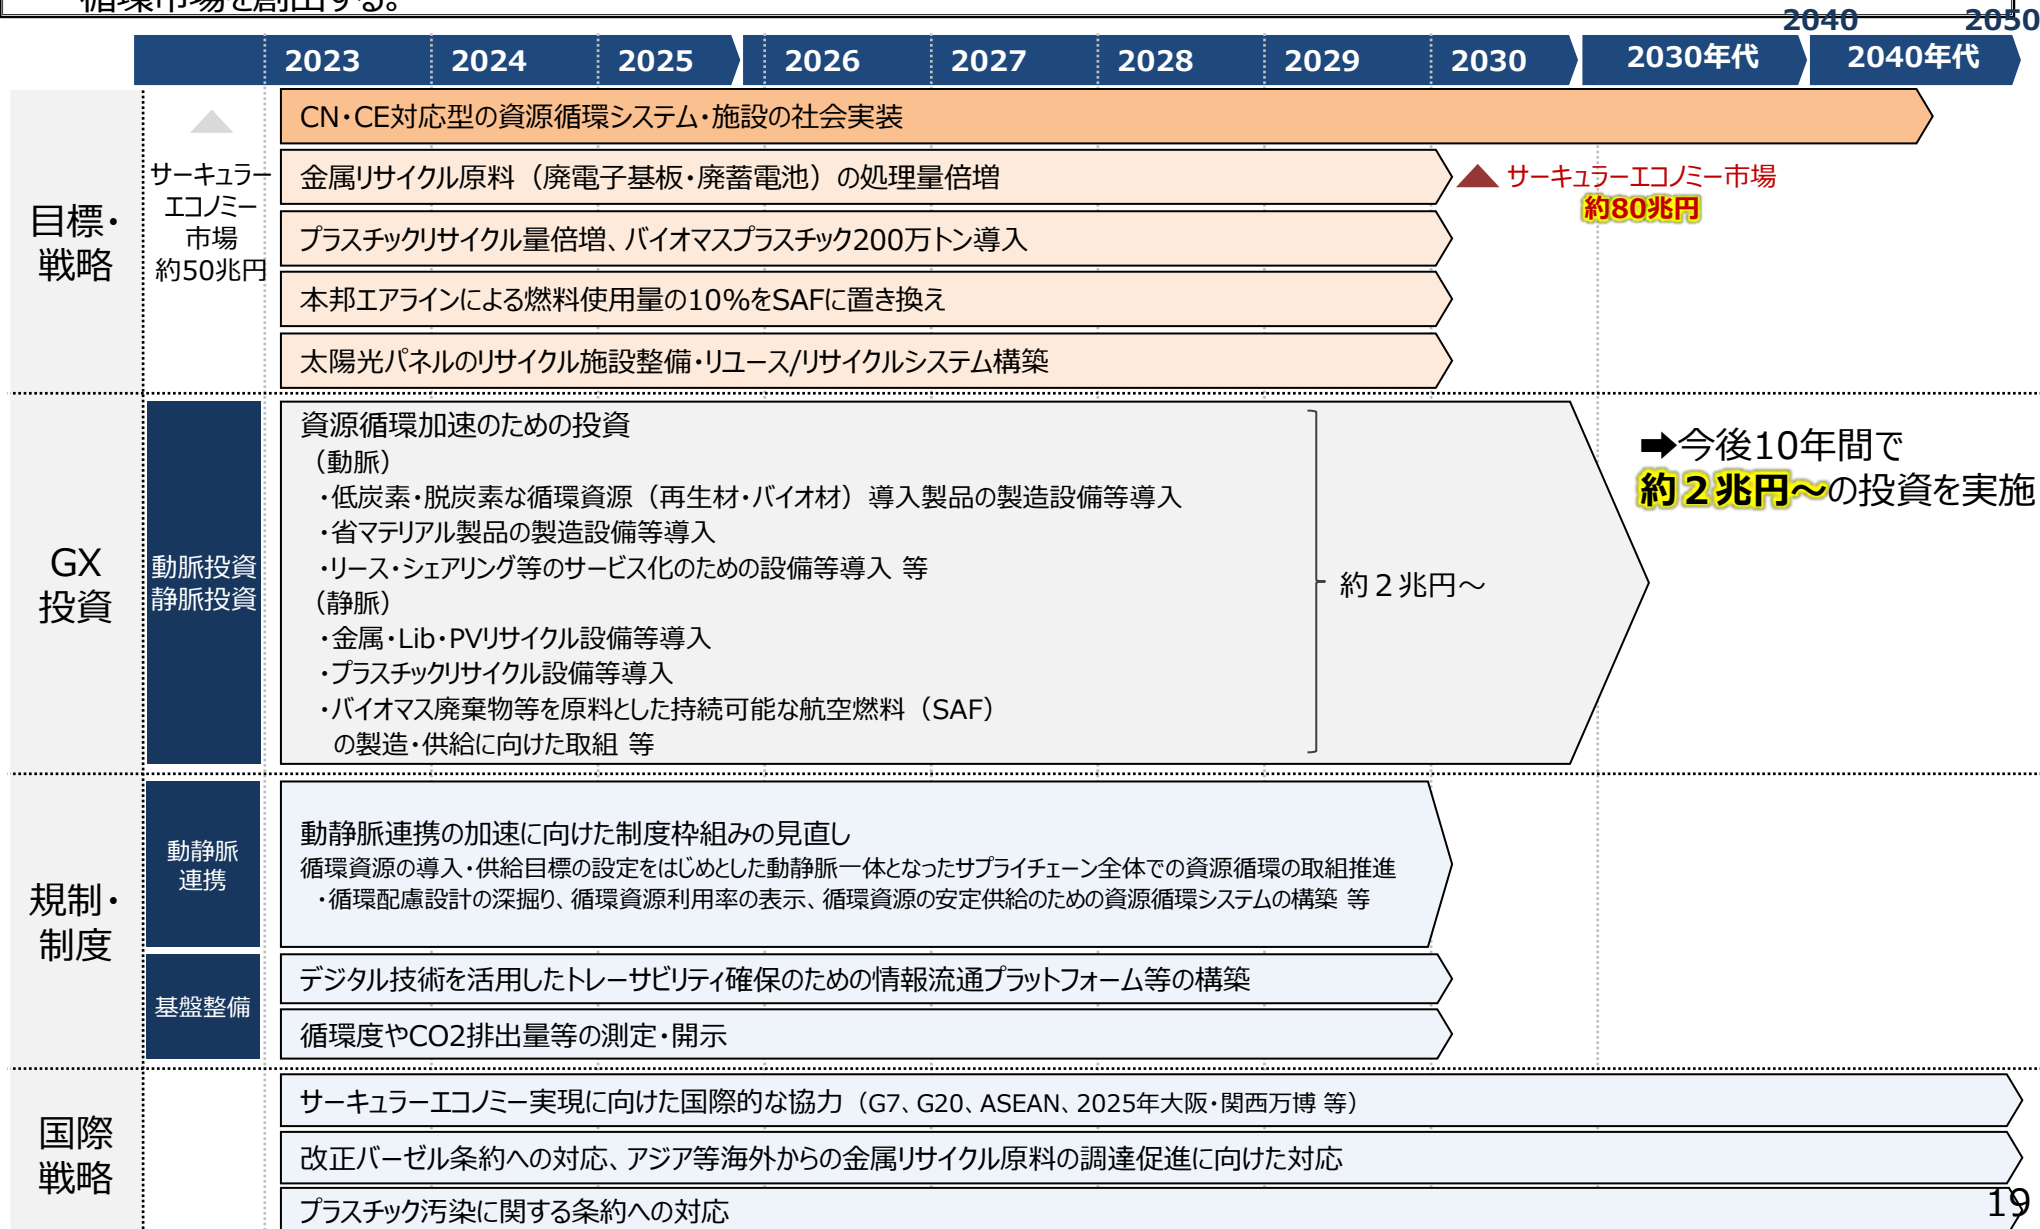 循環市場を創出する。
2040 2050
2023 2024 2025 2026 2027 2028 2029 2030 2030年代 2040年代
目標・
戦略
サーキュラー
エコノミー
市場
約50兆円
CN・CE対応型の資源循環システム・施設の社会実装
金属リサイクル原料（廃電子基板・廃蓄電池）の処理量倍増
サーキュラーエコノミー市場
約80兆円
プラスチックリサイクル量倍増、バイオマスプラスチック200万トン導入
本邦エアラインによる燃料使用量の10%をSAFに置き換え
太陽光パネルのリサイクル施設整備・リユース/リサイクルシステム構築
GX
投資
動脈投資
静脈投資
資源循環加速のための投資
（動脈）
・低炭素・脱炭素な循環資源（再生材・バイオ材）導入製品の製造設備等導入
・省マテリアル製品の製造設備等導入
・リース・シェアリング等のサービス化のための設備等導入 等
（静脈）
・金属・Lib・PVリサイクル設備等導入
・プラスチックリサイクル設備等導入
・バイオマス廃棄物等を原料とした持続可能な航空燃料（SAF）
の製造・供給に向けた取組 等
約２兆円～
➡今後10年間で
約２兆円～の投資を実施
規制・
制度
動静脈
連携
動静脈連携の加速に向けた制度枠組みの見直し
循環資源の導入・供給目標の設定をはじめとした動静脈一体となったサプライチェーン全体での資源循環の取組推進
・循環配慮設計の深掘り、循環資源利用率の表示、循環資源の安定供給のための資源循環システムの構築 等
基盤整備
デジタル技術を活用したトレーサビリティ確保のための情報流通プラットフォーム等の構築
循環度やCO2排出量等の測定・開示
国際
戦略
サーキュラーエコノミー実現に向けた国際的な協力（G7、G20、ASEAN、2025年大阪・関西万博 等）
改正バーゼル条約への対応、アジア等海外からの金属リサイクル原料の調達促進に向けた対応
プラスチック汚染に関する条約への対応
19